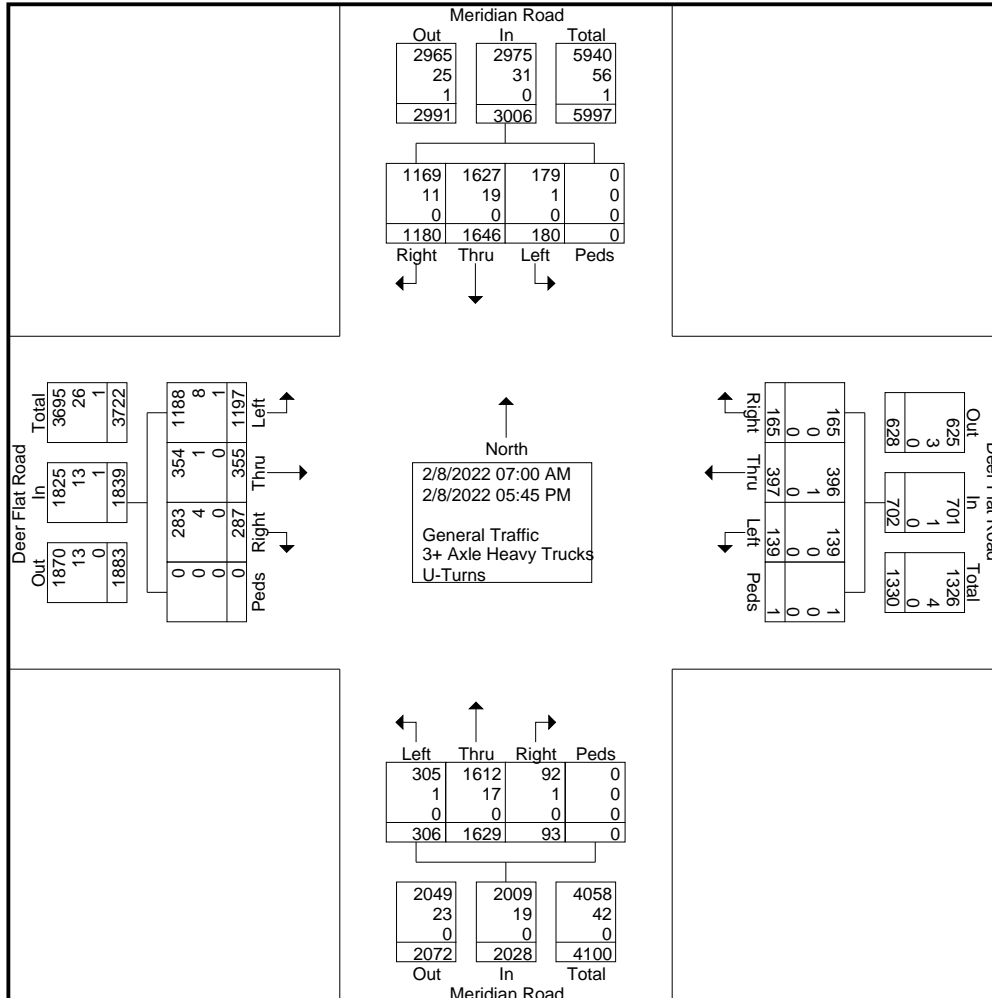 Meridian Road
Out In Total
2965 2975 5940
25 31 56
1 0 1
2991 3006 5997
1169 1627 179 0
11 19 1 0
0 0 0 0
1180 1646 180 0
Right Thru Left Peds
Deer Flat Road
Total In Out
3695 1825 1870
26 13 13
1 1 0
3722 1839 1883
1188 354 283 0
8 1 4 0
1 0 0 0
1197 355 287 0
Left Thru Right Peds
North
2/8/2022 07:00 AM
2/8/2022 05:45 PM
General Traffic
3+ Axle Heavy Trucks
U-Turns
Deer Flat Road
Out In Total
625 701 1326
3 1 4
0 0 0
628 702 1330
165 396 139 1
0 1 0 0
0 0 0 0
165 397 139 1
Right Thru Left Peds
Left Thru Right Peds
305 1612 92 0
1 17 1 0
0 0 0 0
306 1629 93 0
2049 2009 4058
23 19 42
0 0 0
2072 2028 4100
Out In Total
Meridian Road